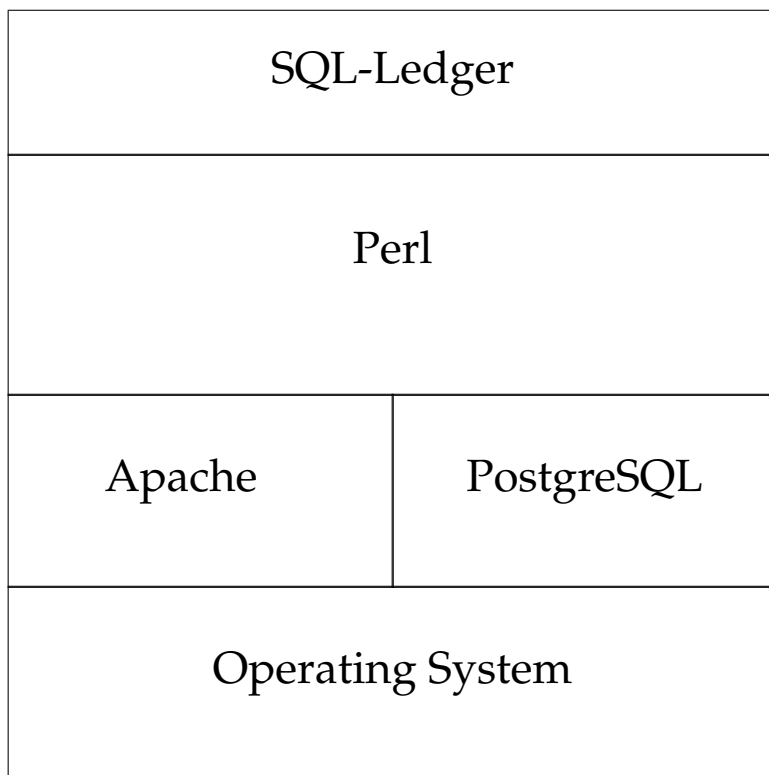 SQL-Ledger
Perl
Apache
PostgreSQL
Operating System